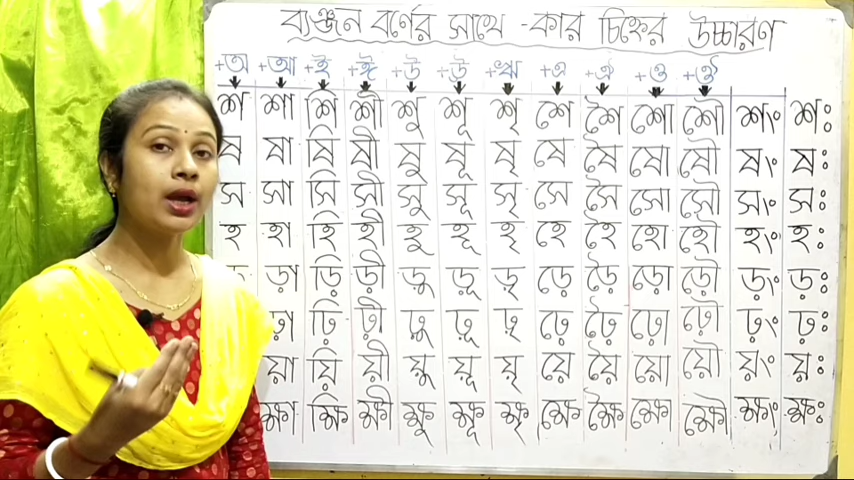 ব্যঞ্জন বর্ণের সাথে -কার চিহ্নের উচ্চারণ
+অ +আ +ই +ঈ +উ +ঊ +ঋ +এ +ঐ +ও +ঔ
শ শা শি শী শু শূ শৃ শে শৈ শো শৌ শং শঃ
ষ ষা ষি ষী ষু ষূ ষৃ ষে ষৈ ষো ষৌ ষং ষঃ
স সা সি সী সু সূ সৃ সে সৈ সো সৌ সং সঃ
হ হা হি হী হু হূ হৃ হে হৈ হো হৌ হং হঃ
ড় ড়া ড়ি ড়ী ড়ু ড়ূ ড়ৃ ড়ে ড়ৈ ড়ো ড়ৌ ড়ং ড়ঃ
ঢ়া ঢ়ি ঢ়ী ঢ়ু ঢ়ূ ঢ়ৃ ঢ়ে ঢ়ৈ ঢ়ো ঢ়ৌ ঢ়ং ঢ়ঃ
য়া য়ি য়ী য়ু য়ূ য়ৃ য়ে য়ৈ য়ো য়ৌ য়ং য়ঃ
ক্ষা ক্ষি ক্ষী ক্ষু ক্ষূ ক্ষৃ ক্ষে ক্ষৈ ক্ষো ক্ষৌ ক্ষং ক্ষঃ